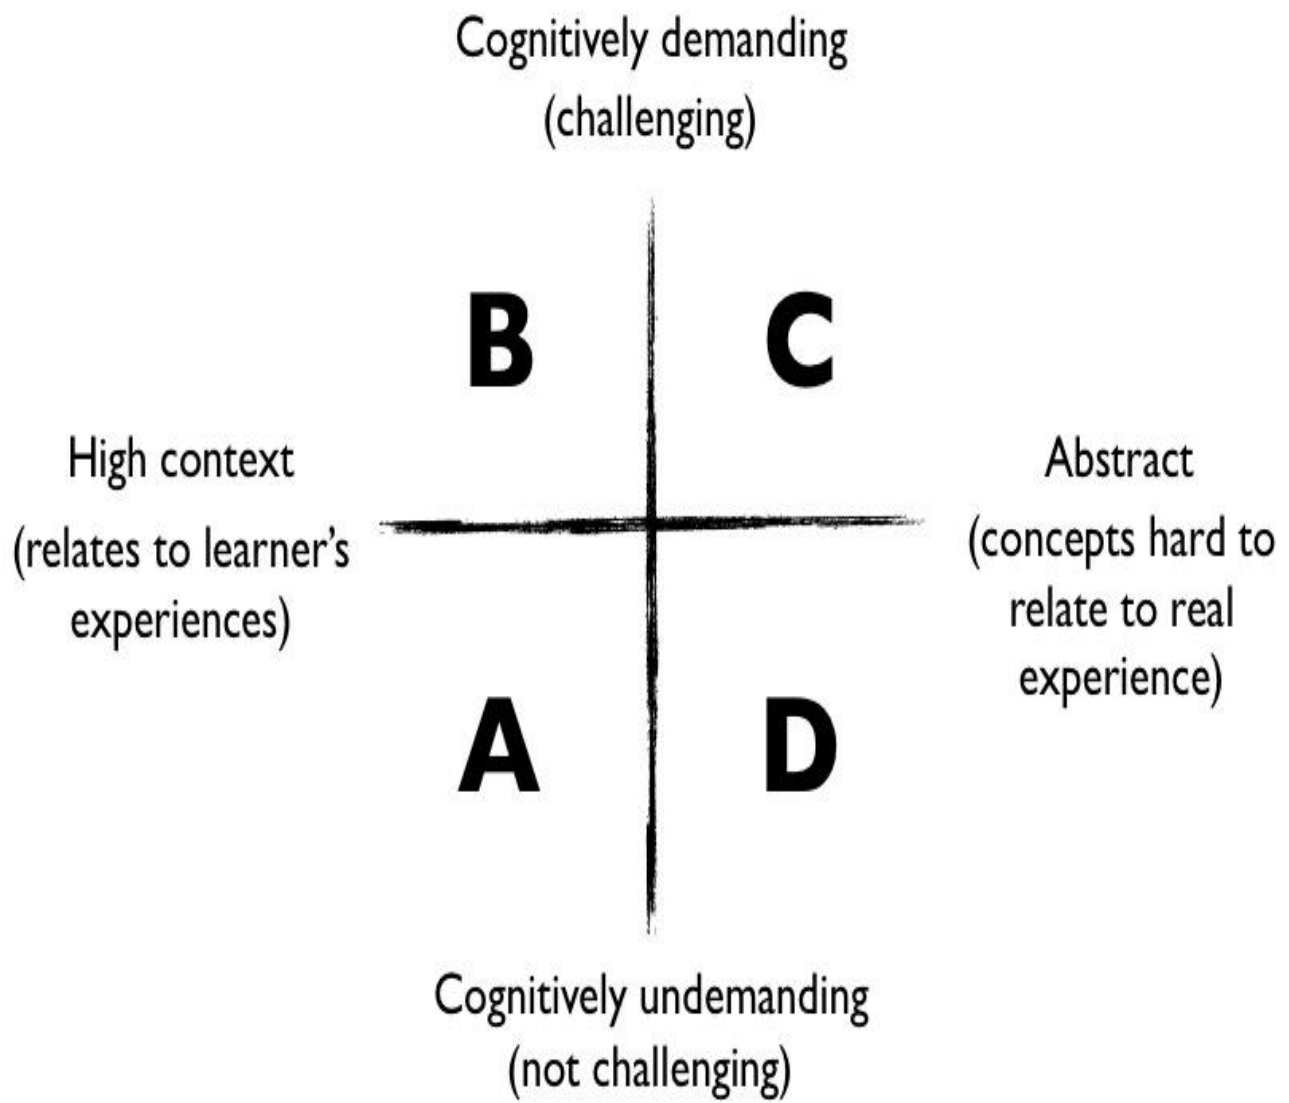 Cognitively demanding
(challenging)
B
C
High context
(relates to learner’s
experiences)
Abstract
(concepts hard to
relate to real
experience)
A
D
Cognitively undemanding
(not challenging)